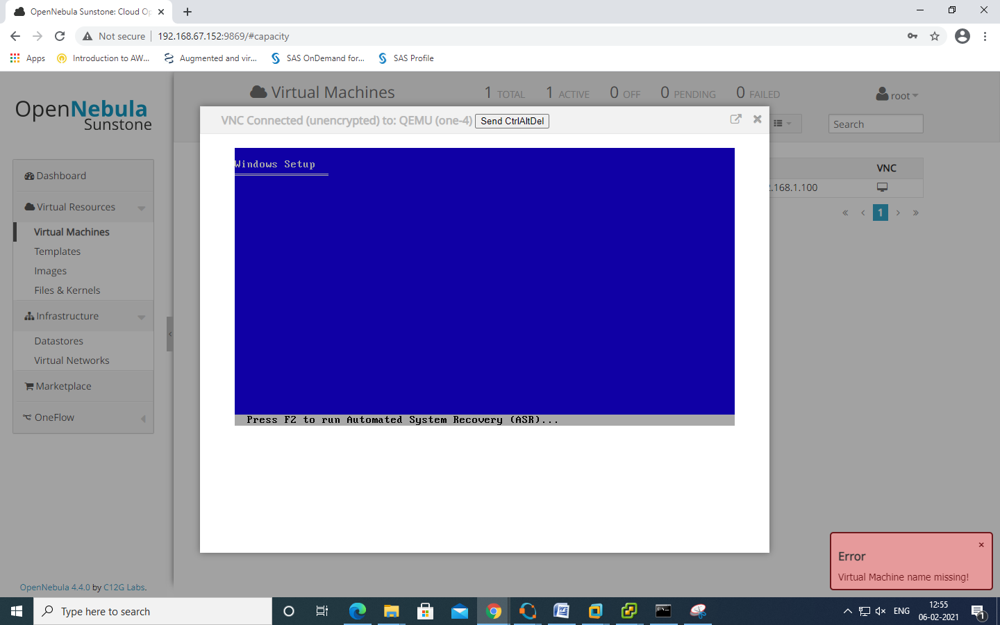 OpenNebula Sunstone: Cloud Op
Not secure
192.168.67.152:9869/#capacity
Apps
Introduction to AW...
Augmented and vir...
SAS OnDemand for...
SAS Profile
OpenNebula
Sunstone
Virtual Machines
1 TOTAL
1 ACTIVE
0 OFF
0 PENDING
0 FAILED
root
VNC Connected (unencrypted) to: QEMU (one-4)
Send CtrlAltDel
Search
Windows Setup
VNC
.168.1.100
« ‹ 1 › »
Dashboard
Virtual Resources
Virtual Machines
Templates
Images
Files & Kernels
Infrastructure
Datastores
Virtual Networks
Marketplace
OneFlow
Press F2 to run Automated System Recovery (ASR)...
Error
Virtual Machine name missing!
OpenNebula 4.4.0 by C12G Labs.
Type here to search
ENG
12:55
06-02-2021
1